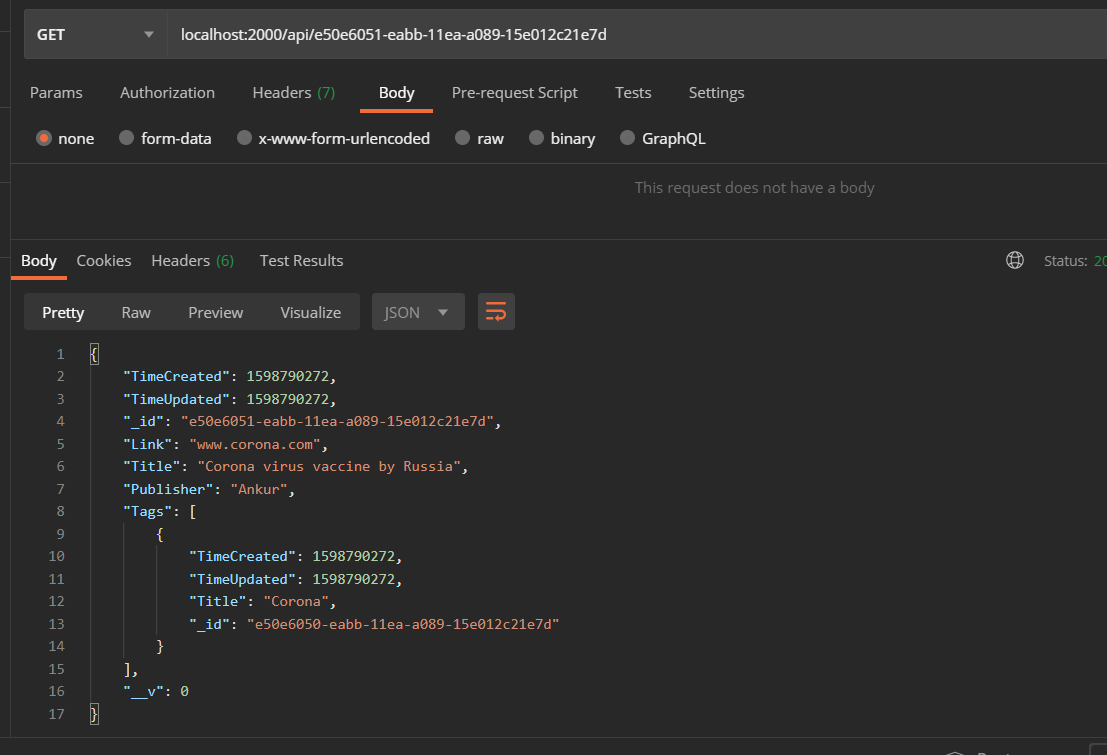 GET localhost:2000/api/e50e6051-eabb-11ea-a089-15e012c21e7d
Params Authorization Headers (7) Body Pre-request Script Tests Settings
none form-data x-www-form-urlencoded raw binary GraphQL
This request does not have a body
Body Cookies Headers (6) Test Results Status: 20
Pretty Raw Preview Visualize JSON
1 {
2 "TimeCreated": 1598790272,
3 "TimeUpdated": 1598790272,
4 "_id": "e50e6051-eabb-11ea-a089-15e012c21e7d",
5 "Link": "www.corona.com",
6 "Title": "Corona virus vaccine by Russia",
7 "Publisher": "Ankur",
8 "Tags": [
9 {
10 "TimeCreated": 1598790272,
11 "TimeUpdated": 1598790272,
12 "Title": "Corona",
13 "_id": "e50e6050-eabb-11ea-a089-15e012c21e7d"
14 }
15 ],
16 "__v": 0
17 }